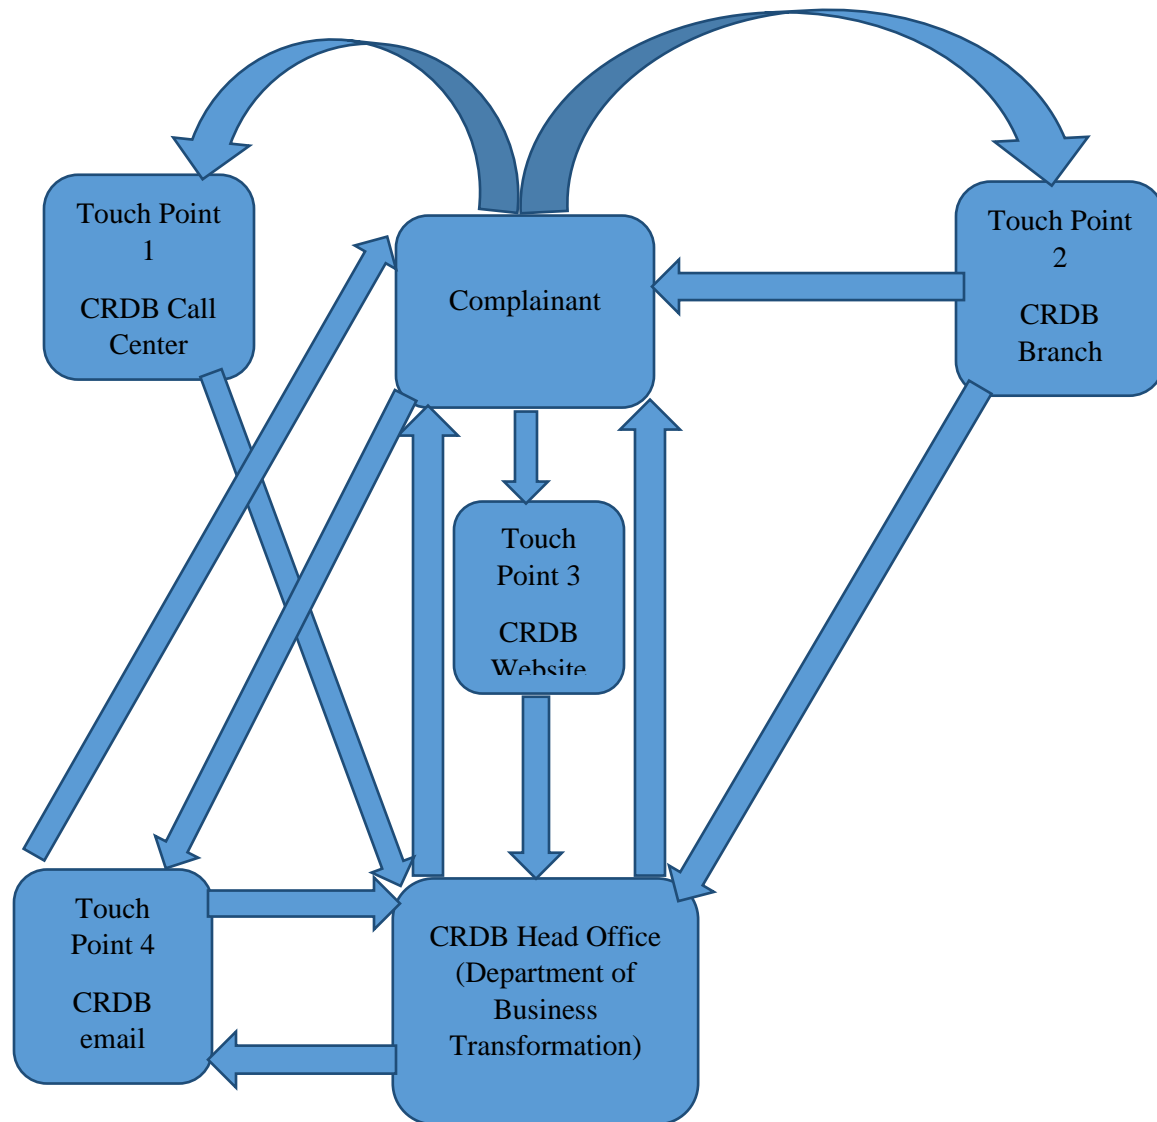 Touch Point
1
CRDB Call
Center
Complainant
Touch Point
2
CRDB
Branch
Touch
Point 3
CRDB
Website
Touch
Point 4
CRDB
email
CRDB Head Office
(Department of
Business
Transformation)